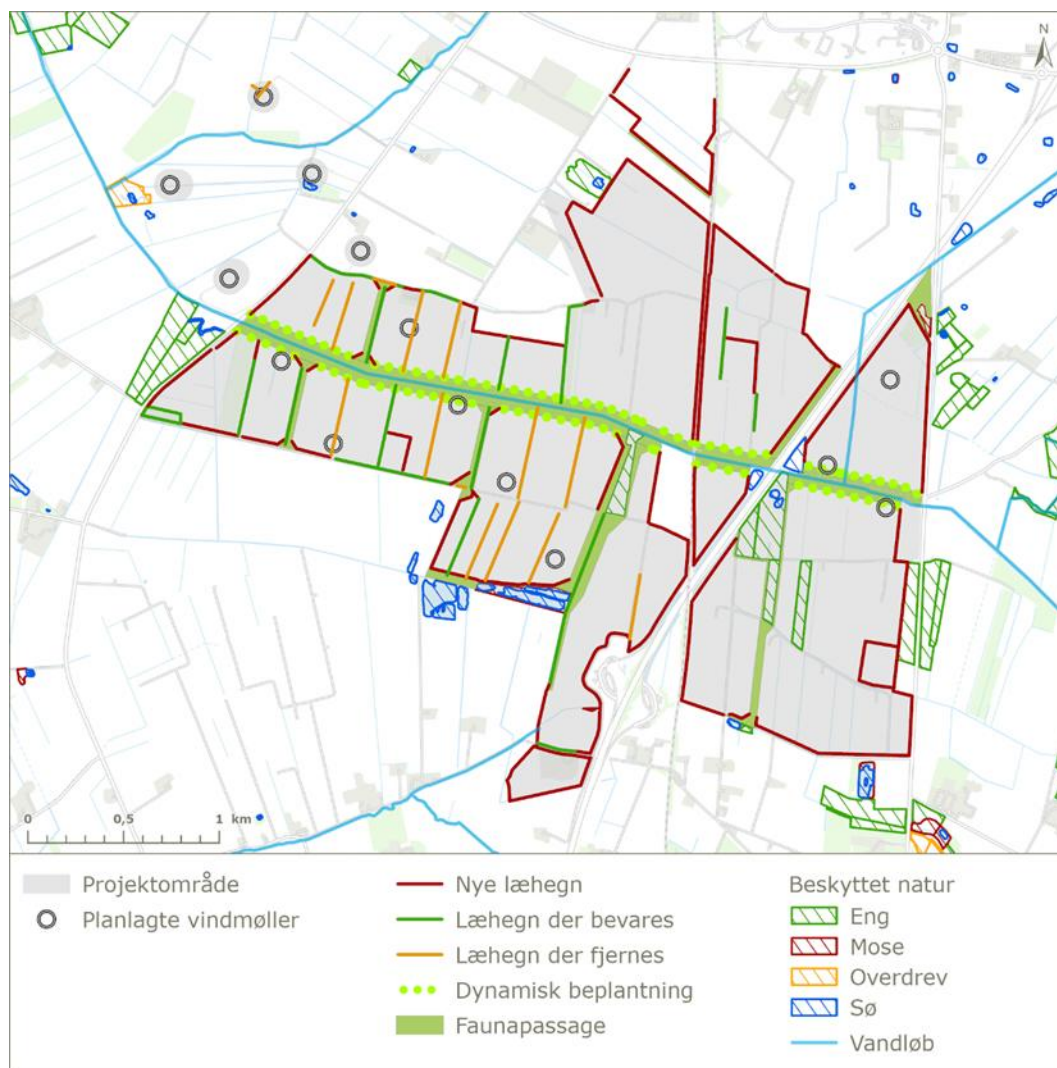 N
0 0,5 1 km
Projektområde
Planlagte vindmøller
Nye læhegn
Læhegn der bevares
Læhegn der fjernes
Dynamisk beplantning
Faunapassage
Beskyttet natur
Eng
Mose
Overdrev
Sø
Vandløb